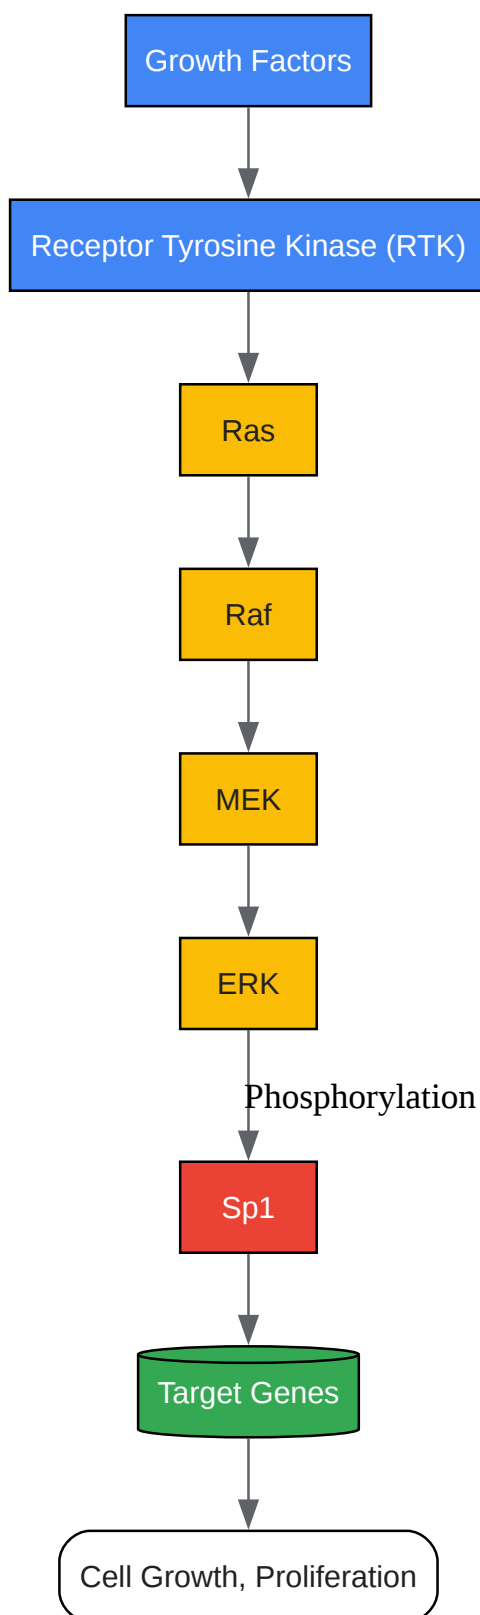 Growth Factors
Receptor Tyrosine Kinase (RTK)
Ras
Raf
MEK
ERK
Phosphorylation
Sp1
Target Genes
Cell Growth, Proliferation